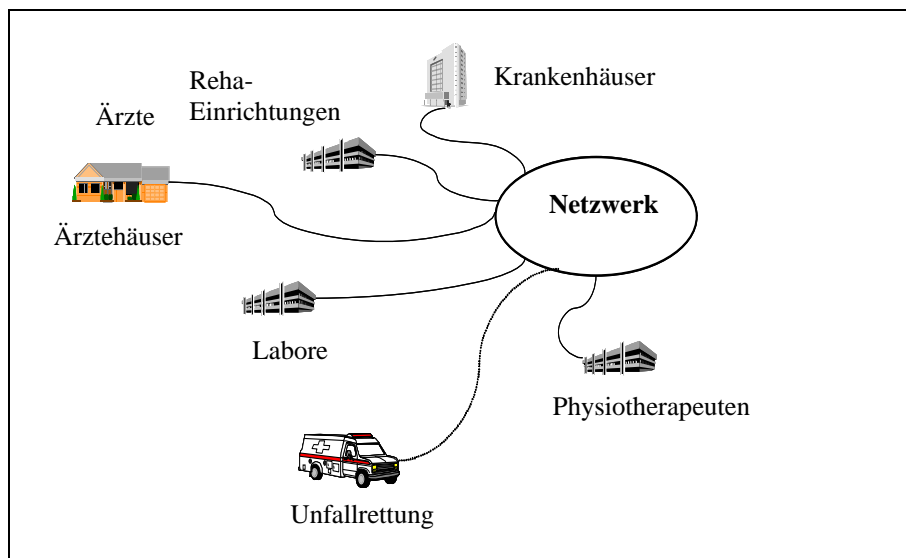 Krankenhäuser
Reha-
Einrichtungen
Ärzte
Netzwerk
Ärztehäuser
Labore
Physiotherapeuten
Unfallrettung